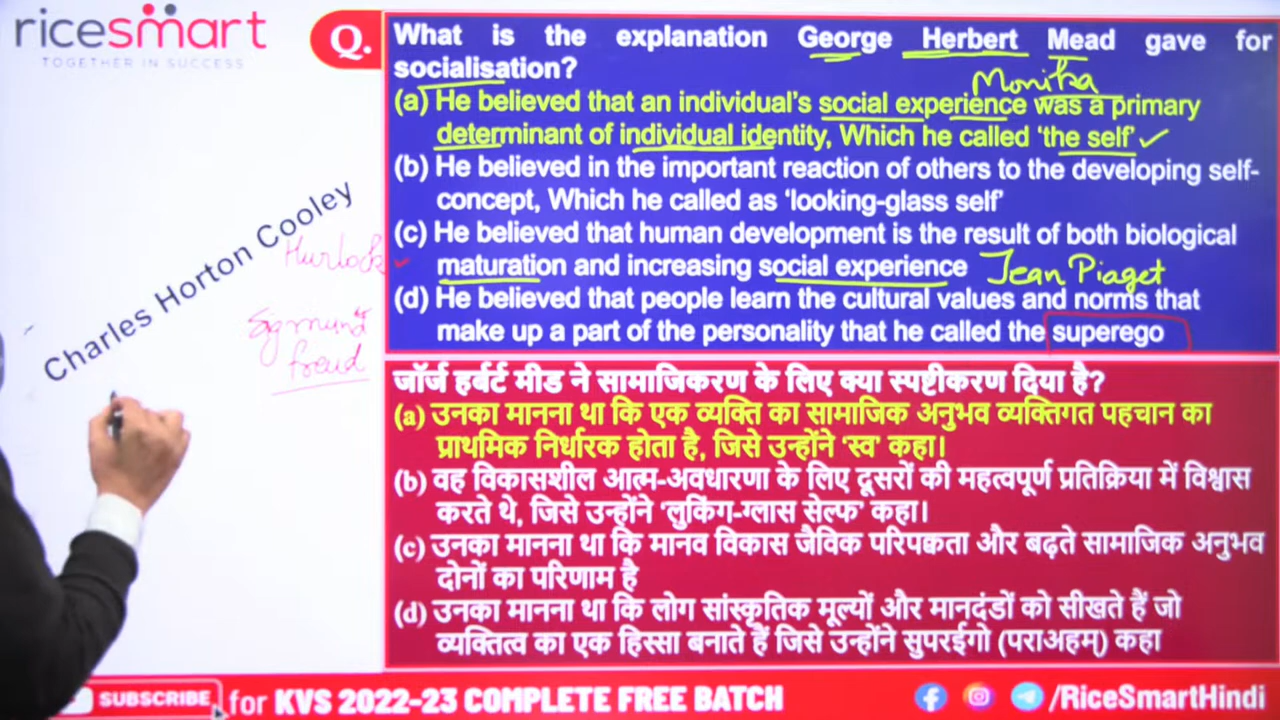 ricesmart
TOGETHER IN SUCCESS
Q.
What is the explanation George Herbert Mead gave for
socialisation?
Monika
(a) He believed that an individual's social experience was a primary
determinant of individual identity, Which he called 'the self' ✓
(b) He believed in the important reaction of others to the developing self-
concept, Which he called as 'looking-glass self'
(c) He believed that human development is the result of both biological
maturation and increasing social experience Jean Piaget
(d) He believed that people learn the cultural values and norms that
make up a part of the personality that he called the superego
Charles Horton Cooley
Hurlock
Sigmund
freud
जॉर्ज हर्बर्ट मीड ने सामाजिकरण के लिए क्या स्पष्टीकरण दिया है?
(a) उनका मानना था कि एक व्यक्ति का सामाजिक अनुभव व्यक्तिगत पहचान का
प्राथमिक निर्धारक होता है, जिसे उन्होंने 'स्व' कहा।
(b) वह विकासशील आत्म-अवधारणा के लिए दूसरों की महत्वपूर्ण प्रतिक्रिया में विश्वास
करते थे, जिसे उन्होंने 'लुकिंग-ग्लास सेल्फ' कहा।
(c) उनका मानना था कि मानव विकास जैविक परिपक्वता और बढ़ते सामाजिक अनुभव
दोनों का परिणाम है
(d) उनका मानना था कि लोग सांस्कृतिक मूल्यों और मानदंडों को सीखते हैं जो
व्यक्तित्व का एक हिस्सा बनाते हैं जिसे उन्होंने सुपरईगो (पराअहम) कहा
SUBSCRIBE for KVS 2022-23 COMPLETE FREE BATCH
/RiceSmartHindi